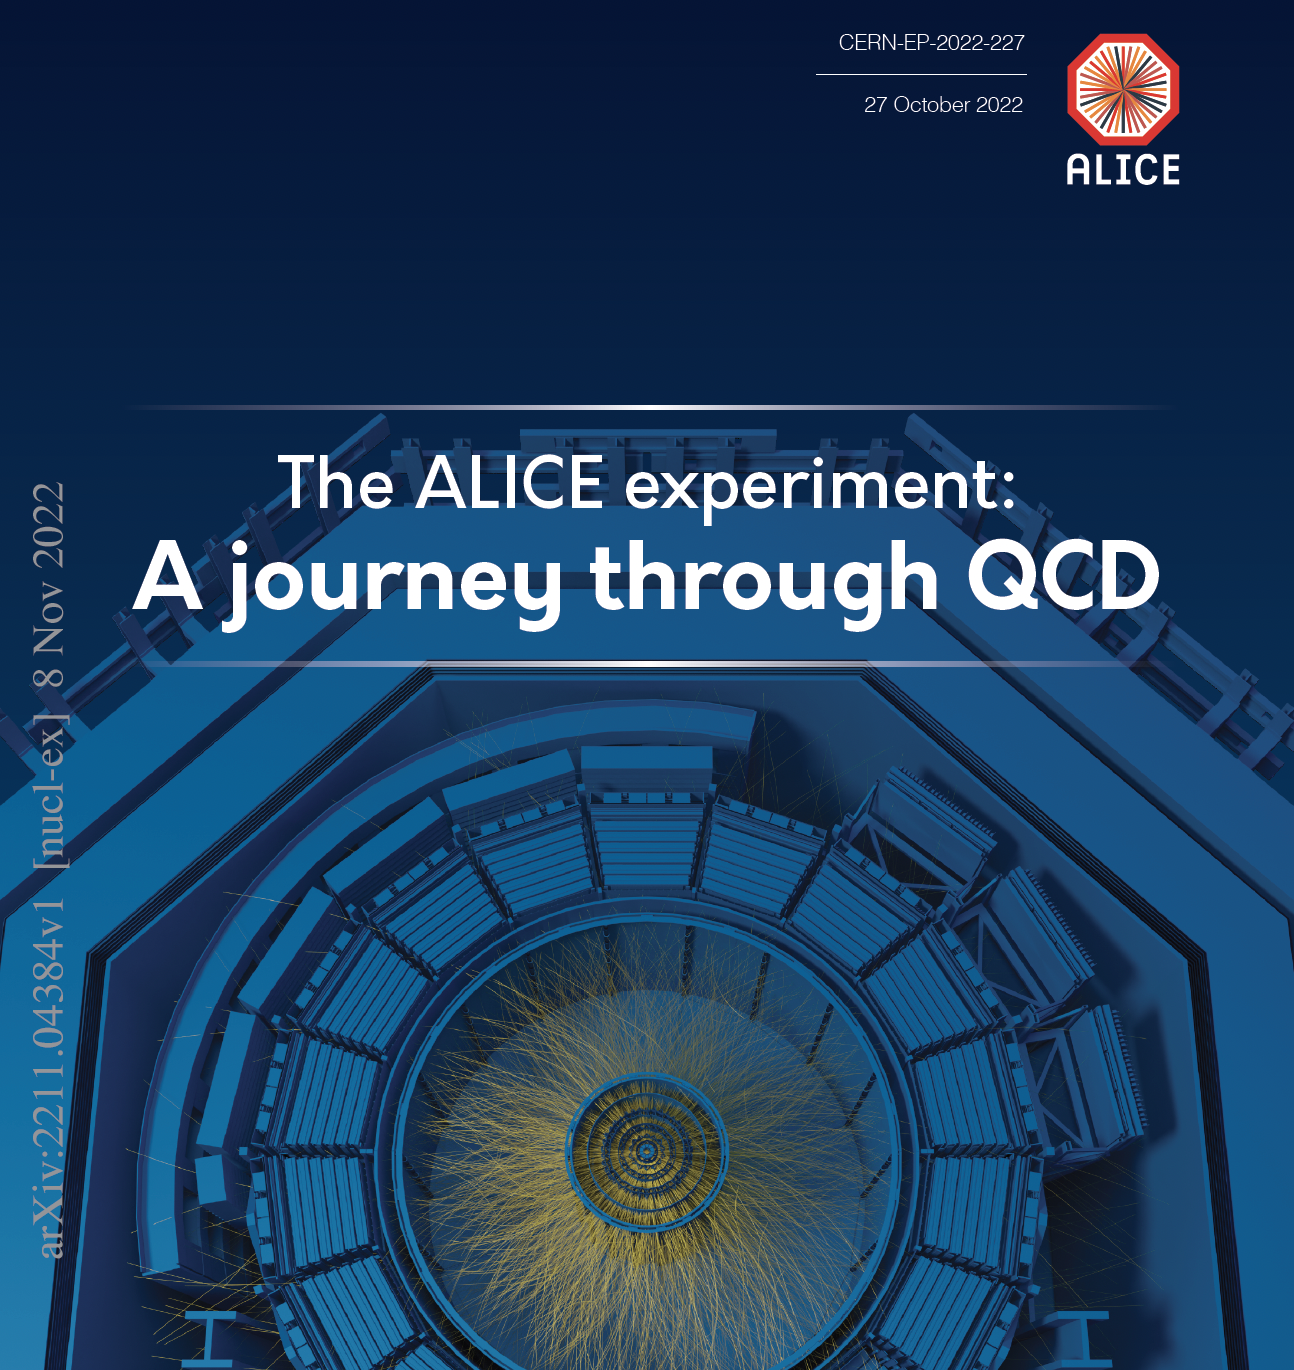 CERN-EP-2022-227
27 October 2022
ALICE
The ALICE experiment:
A journey through QCD
arXiv:2211.04384v1 [nucl-ex] 8 Nov 2022